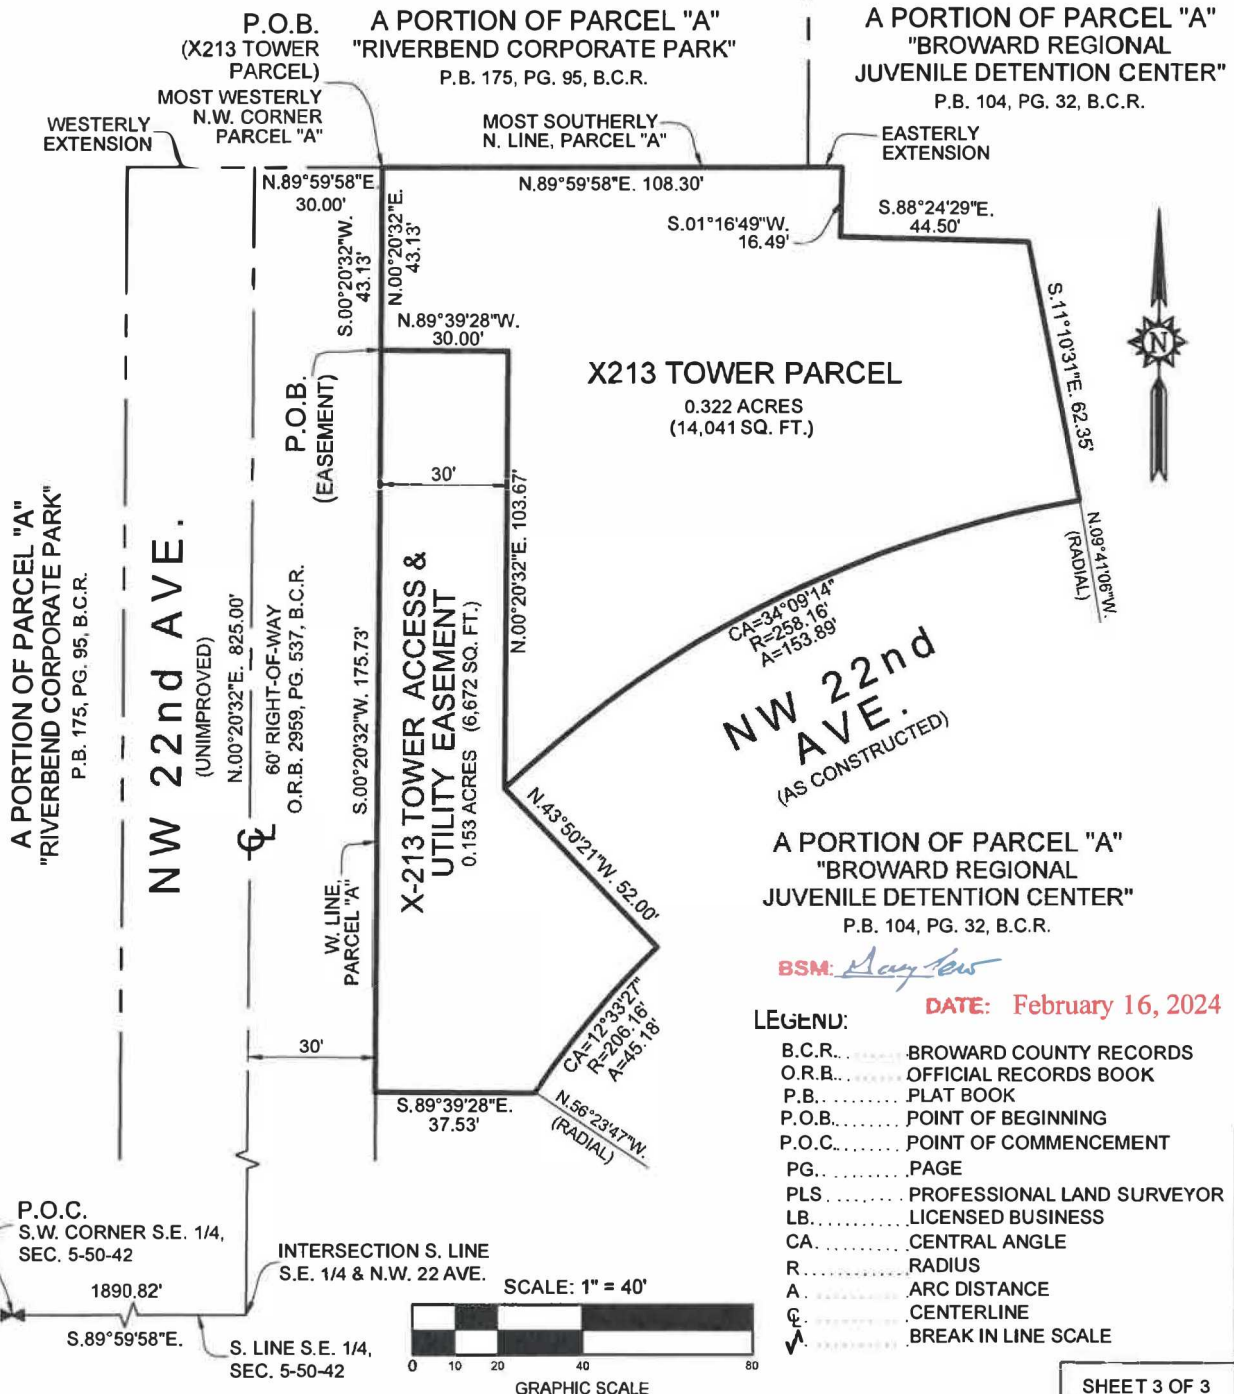 P.O.B.
(X213 TOWER
PARCEL)
MOST WESTERLY
N.W. CORNER
PARCEL "A"
A PORTION OF PARCEL "A"
"RIVERBEND CORPORATE PARK"
P.B. 175, PG. 95, B.C.R.
A PORTION OF PARCEL "A"
"BROWARD REGIONAL
JUVENILE DETENTION CENTER"
P.B. 104, PG. 32, B.C.R.
WESTERLY
EXTENSION
MOST SOUTHERLY
N. LINE, PARCEL "A"
EASTERLY
EXTENSION
N.89°59'58"E.
30.00'
N.89°59'58"E. 108.30'
S.01°16'49"W.
16.49'
S.88°24'29"E.
44.50'
S.00°20'32"W.
43.13'
N.00°20'32"E.
43.13'
N.89°39'28"W.
30.00'
P.O.B.
(EASEMENT)
X213 TOWER PARCEL
0.322 ACRES
(14,041 SQ. FT.)
S.11°10'31"E. 62.35'
N
30'
N.00°20'32"E. 103.67'
N.09°41'06"W.
(RADIAL)
A PORTION OF PARCEL "A"
"RIVERBEND CORPORATE PARK"
P.B. 175, PG. 95, B.C.R.
NW 22nd AVE.
(UNIMPROVED)
N.00°20'32"E. 825.00'
60' RIGHT-OF-WAY
O.R.B. 2959, PG. 537, B.C.R.
S.00°20'32"W. 175.73'
X-213 TOWER ACCESS &
UTILITY EASEMENT
0.153 ACRES (6,672 SQ. FT.)
CA=34°09'14"
R=258.16'
A=153.89'
NW 22nd
AVE.
(AS CONSTRUCTED)
℄
W. LINE,
PARCEL "A"
N.43°50'21"W. 52.00'
A PORTION OF PARCEL "A"
"BROWARD REGIONAL
JUVENILE DETENTION CENTER"
P.B. 104, PG. 32, B.C.R.
BSM:
DATE: February 16, 2024
30'
CA=12°33'27"
R=206.16'
A=45.18'
S.89°39'28"E.
37.53'
N.56°23'47"W.
(RADIAL)
LEGEND:
B.C.R. BROWARD COUNTY RECORDS
O.R.B. OFFICIAL RECORDS BOOK
P.B. PLAT BOOK
P.O.B. POINT OF BEGINNING
P.O.C. POINT OF COMMENCEMENT
PG. PAGE
PLS PROFESSIONAL LAND SURVEYOR
LB. LICENSED BUSINESS
CA CENTRAL ANGLE
R RADIUS
A ARC DISTANCE
℄ CENTERLINE
BREAK IN LINE SCALE
P.O.C.
S.W. CORNER S.E. 1/4,
SEC. 5-50-42
1890.82'
S.89°59'58"E.
INTERSECTION S. LINE
S.E. 1/4 & N.W. 22 AVE.
S. LINE S.E. 1/4,
SEC. 5-50-42
SCALE: 1" = 40'
0 10 20 40 80
GRAPHIC SCALE
SHEET 3 OF 3